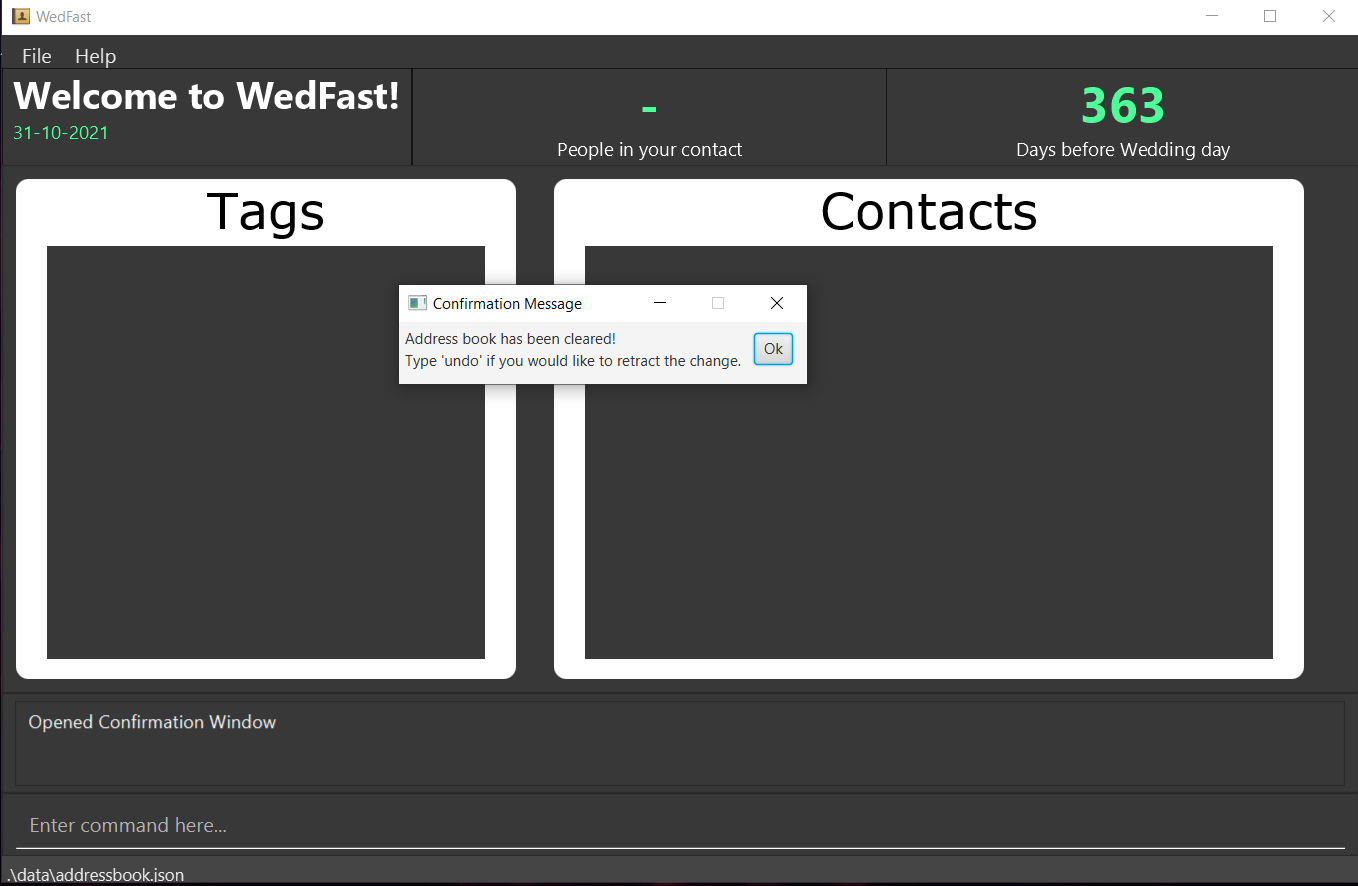 WedFast
File Help
Welcome to WedFast!
31-10-2021
-
People in your contact
363
Days before Wedding day
Tags
Contacts
Confirmation Message
Address book has been cleared!
Type 'undo' if you would like to retract the change.
Ok
Opened Confirmation Window
Enter command here...
.\data\addressbook.json